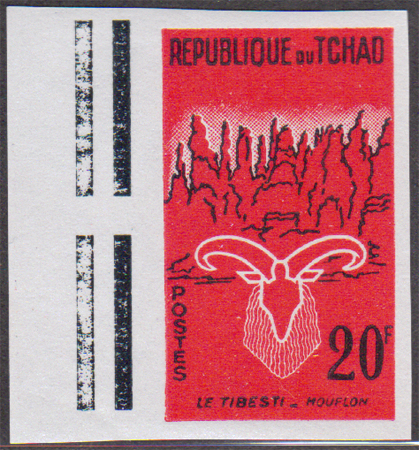 REPUBLIQUE DU TCHAD
POSTES
20F
LE TIBESTI - MOUFLON